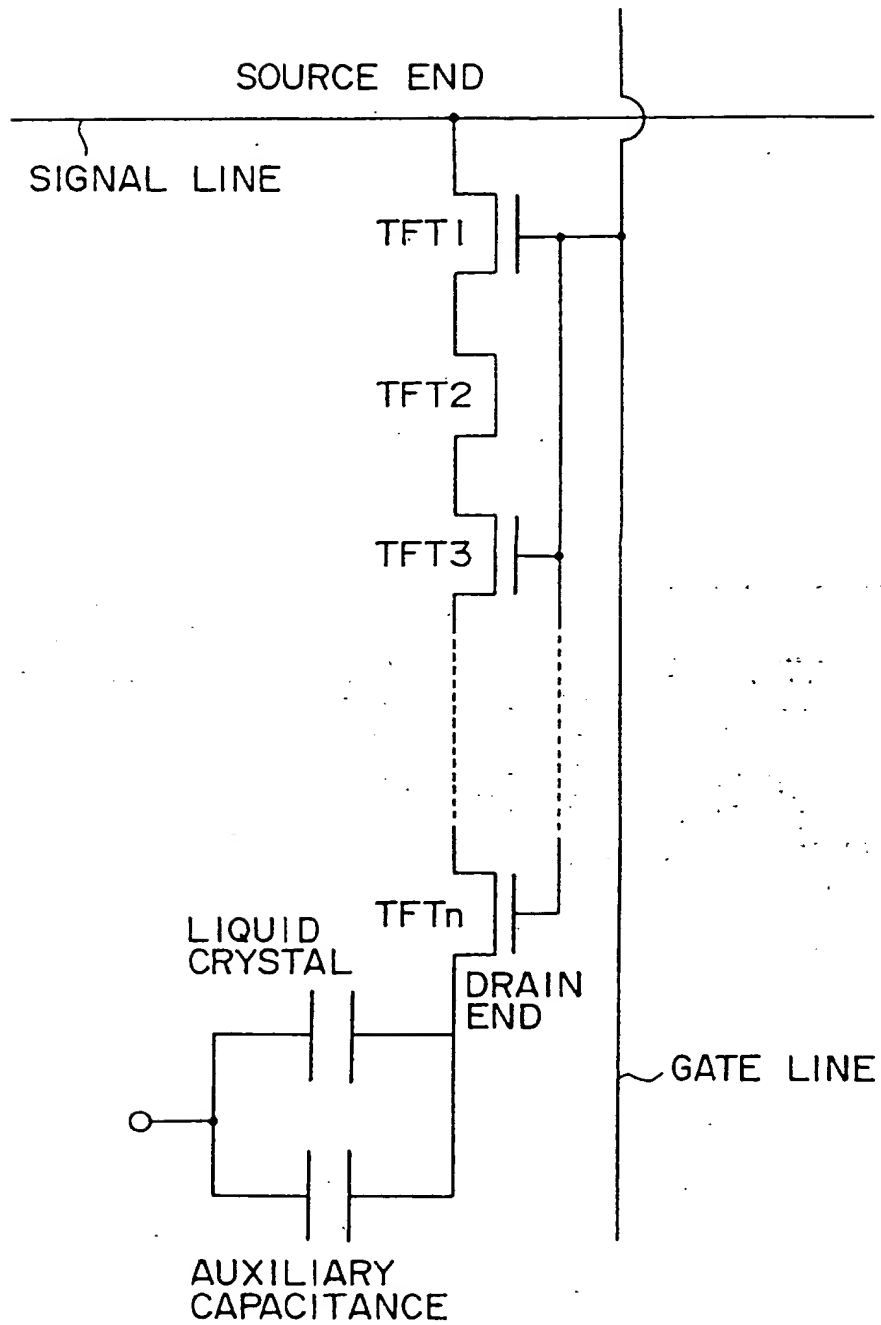 SOURCE END
SIGNAL LINE
TFT1
TFT2
TFT3
TFTn
LIQUID
CRYSTAL
DRAIN
END
GATE LINE
AUXILIARY
CAPACITANCE